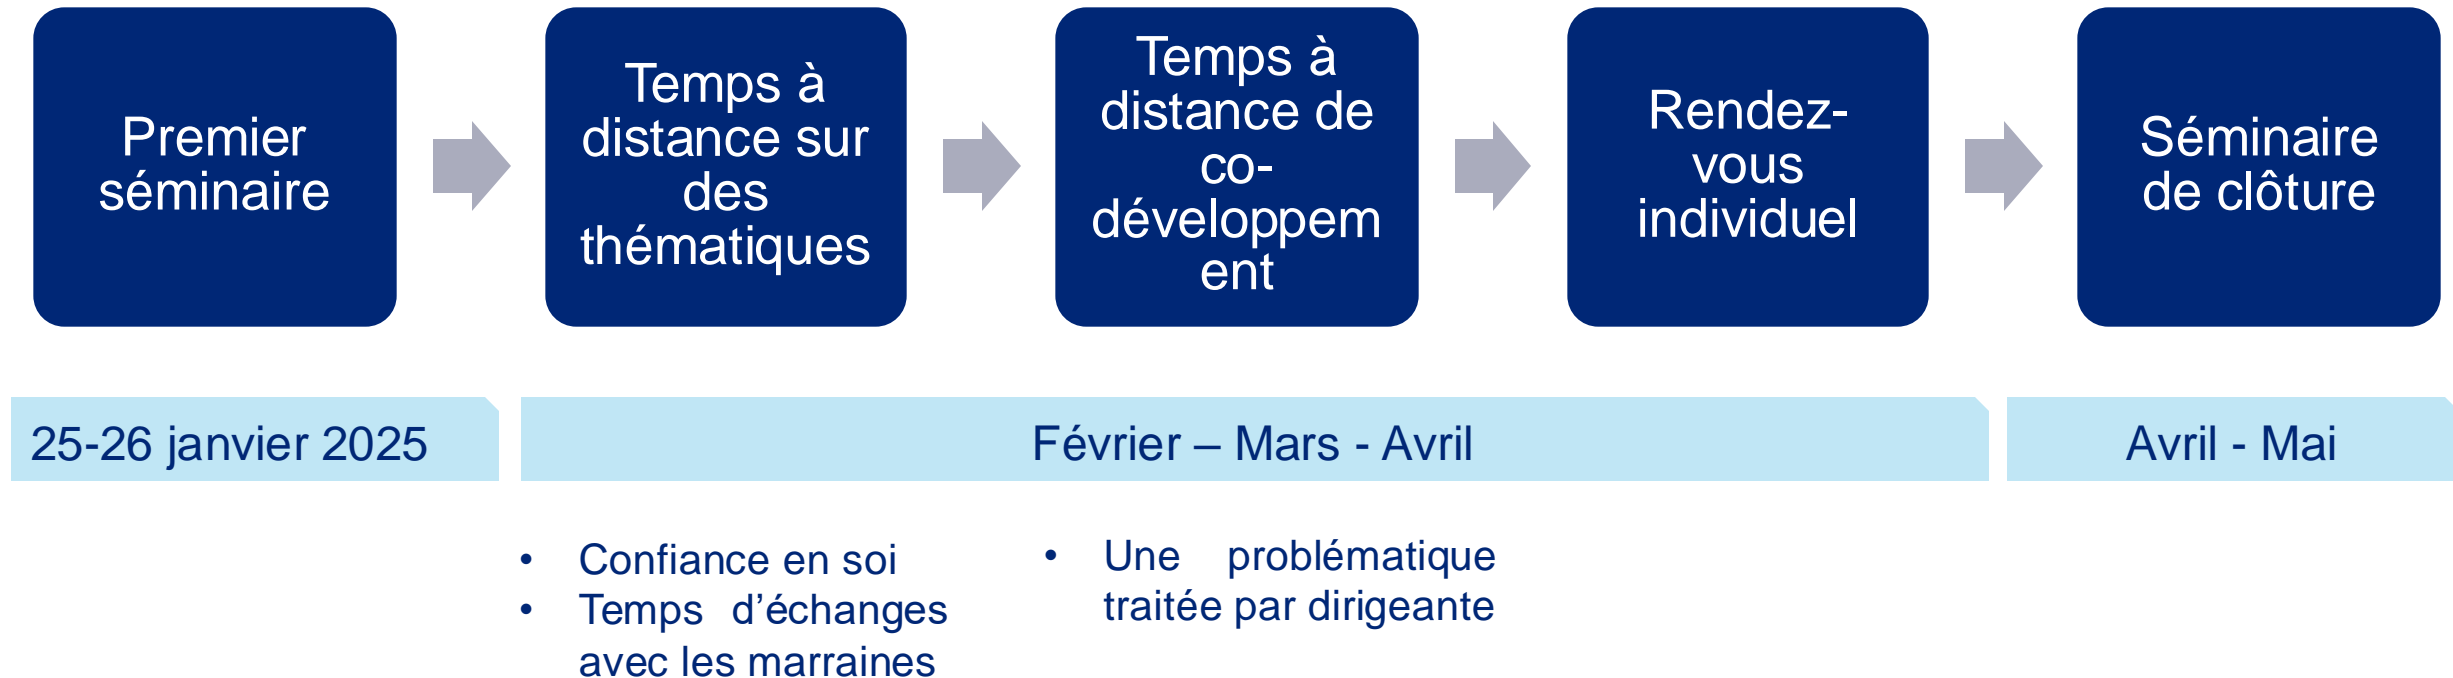 Premier
séminaire
Temps à
distance sur
des
thématiques
Temps à
distance de
co-
développem
ent
Rendez-
vous
individuel
Séminaire
de clôture
25-26 janvier 2025
Février – Mars - Avril
Avril - Mai
• Confiance en soi
• Temps d’échanges
avec les marraines
• Une problématique
traitée par dirigeante